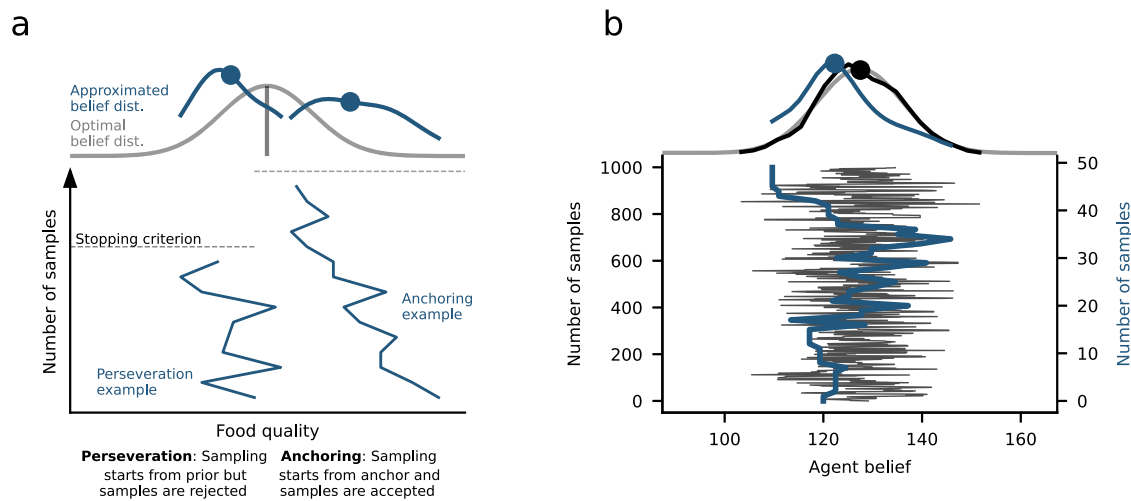 a
Approximated
belief dist.
Optimal
belief dist.
Number of samples
Stopping criterion
Anchoring
example
Perseveration
example
Food quality
Perseveration: Sampling
starts from prior but
samples are rejected
Anchoring: Sampling
starts from anchor and
samples are accepted
b
Number of samples
1000
800
600
400
200
0
50
40
30
20
10
0
Number of samples
100
120
140
160
Agent belief